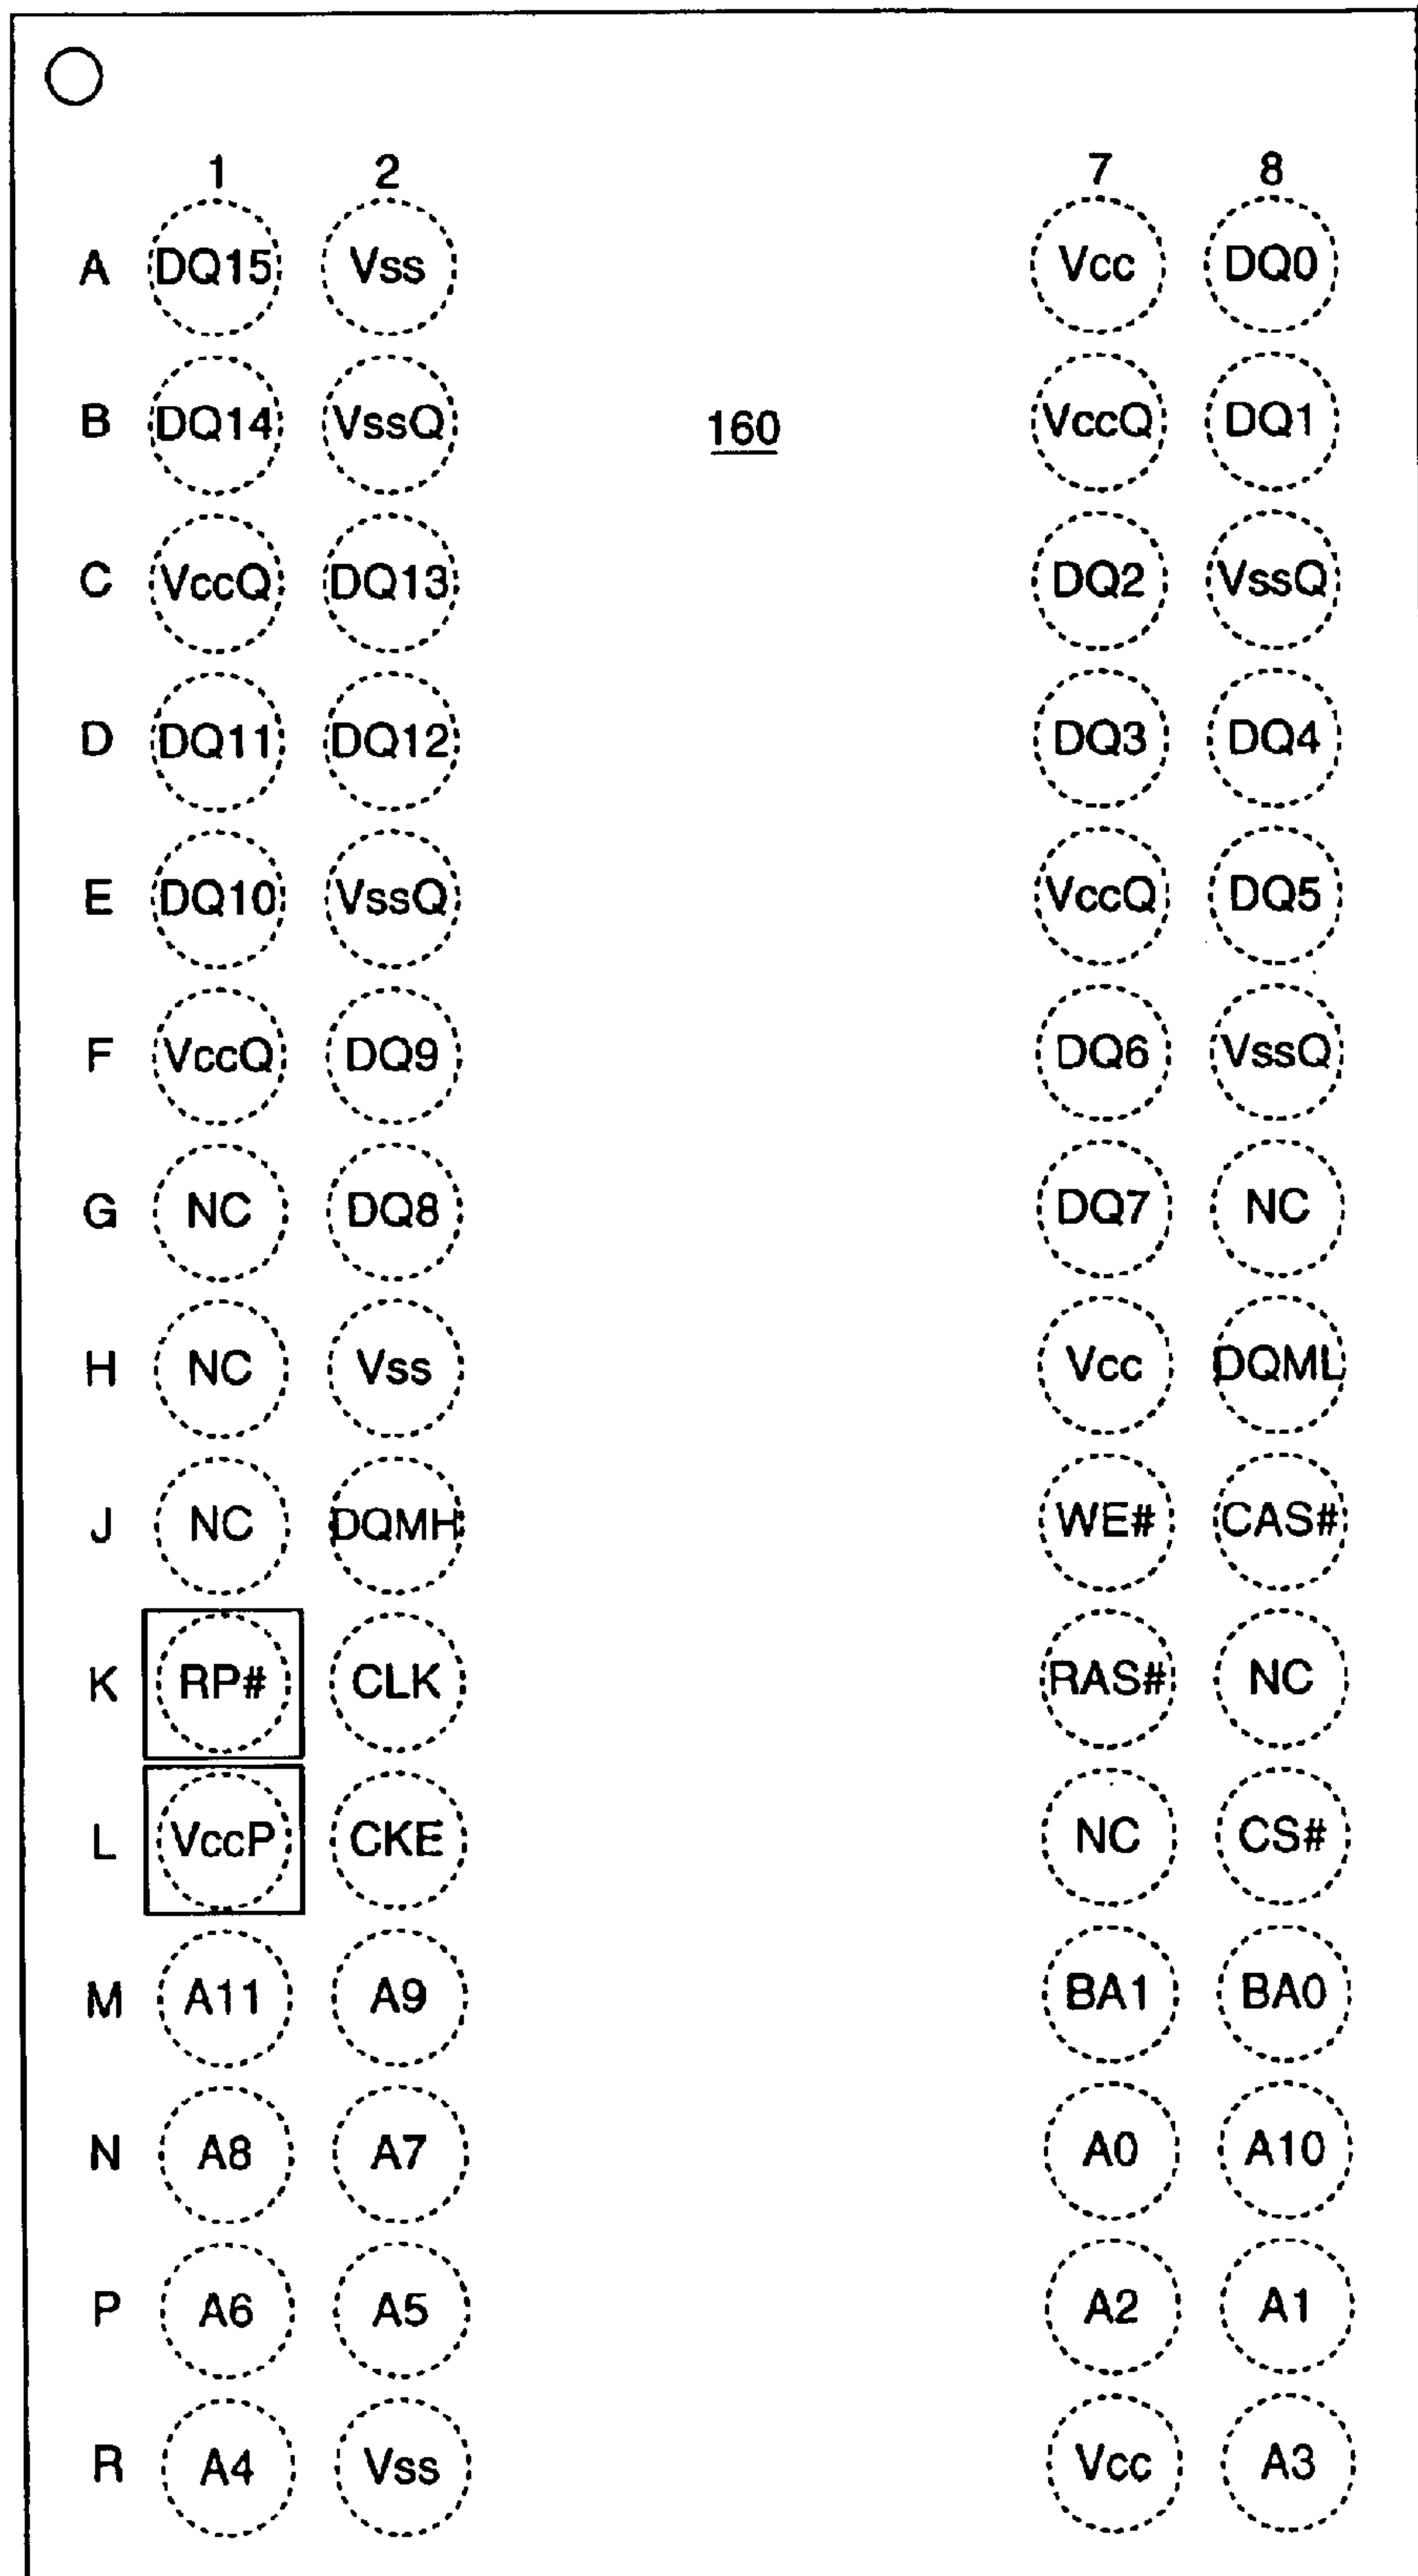 1 2 7 8
A DQ15 Vss Vcc DQ0
B DQ14 VssQ 160 VccQ DQ1
C VccQ DQ13 DQ2 VssQ
D DQ11 DQ12 DQ3 DQ4
E DQ10 VssQ VccQ DQ5
F VccQ DQ9 DQ6 VssQ
G NC DQ8 DQ7 NC
H NC Vss Vcc DQML
J NC DQMH WE# CAS#
K RP# CLK RAS# NC
L VccP CKE NC CS#
M A11 A9 BA1 BA0
N A8 A7 A0 A10
P A6 A5 A2 A1
R A4 Vss Vcc A3